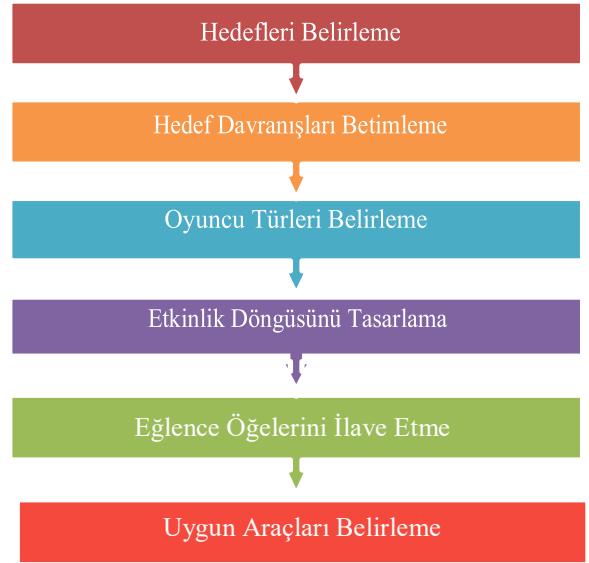 Hedefleri Belirleme
Hedef Davranışları Betimleme
Oyuncu Türleri Belirleme
Etkinlik Döngüsünü Tasarlama
Eğlence Öğelerini İlave Etme
Uygun Araçları Belirleme